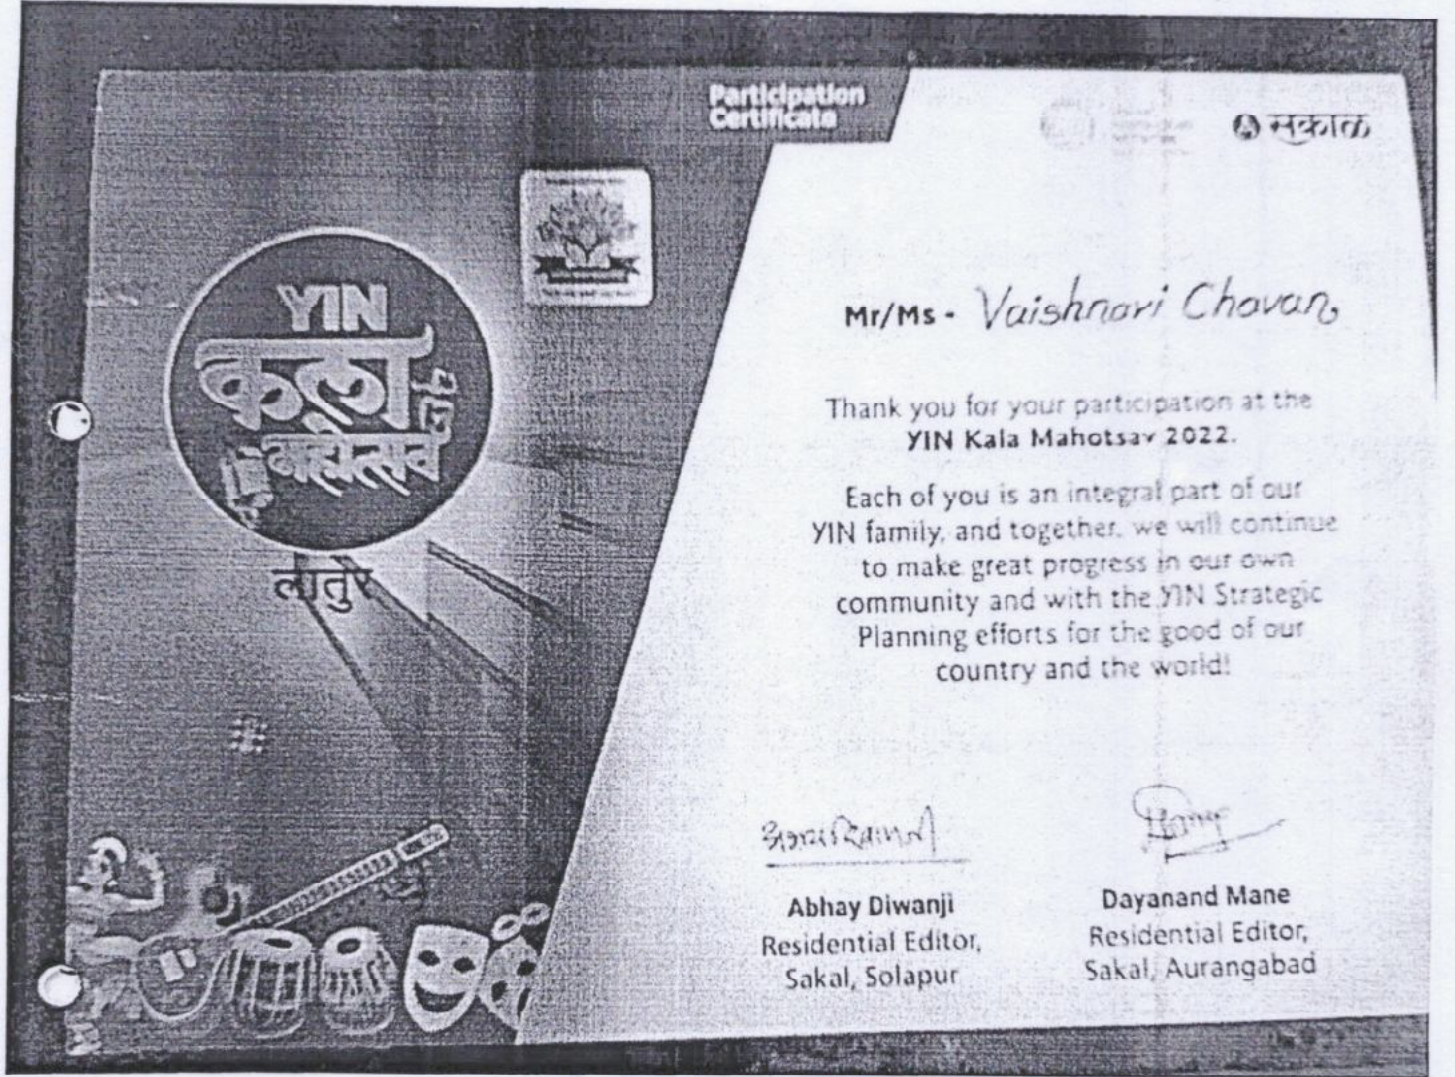 Participation
Certificate
सकाळ
YIN
कला
महोत्सव
लातुर
Mr/Ms - Vaishnavi Chavan
Thank you for your participation at the
YIN Kala Mahotsav 2022.
Each of you is an integral part of our
YIN family, and together, we will continue
to make great progress in our own
community and with the YIN Strategic
Planning efforts for the good of our
country and the world!
Abhay Diwanji
Residential Editor,
Sakal, Solapur
Dayanand Mane
Residential Editor,
Sakal, Aurangabad